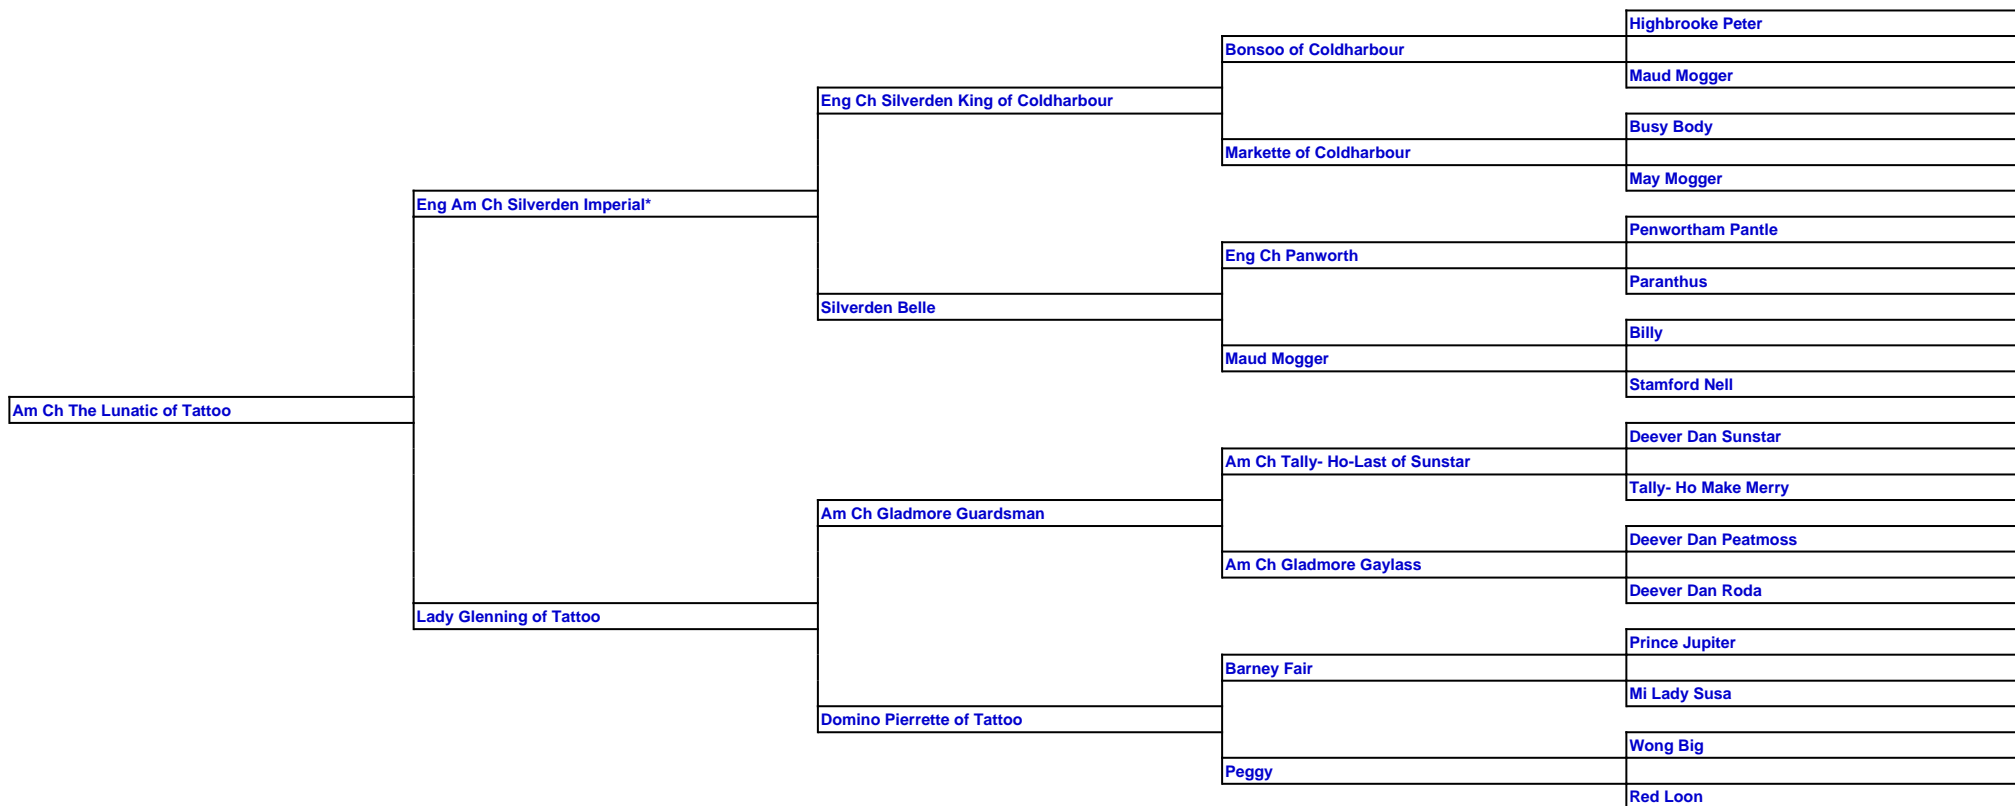 Highbrooke Peter
Bonsoo of Coldharbour
Maud Mogger
Eng Ch Silverden King of Coldharbour
Busy Body
Markette of Coldharbour
May Mogger
Eng Am Ch Silverden Imperial*
Penwortham Pantle
Eng Ch Panworth
Paranthus
Silverden Belle
Billy
Maud Mogger
Stamford Nell
Am Ch The Lunatic of Tattoo
Deever Dan Sunstar
Am Ch Tally- Ho-Last of Sunstar
Tally- Ho Make Merry
Am Ch Gladmore Guardsman
Deever Dan Peatmoss
Am Ch Gladmore Gaylass
Deever Dan Roda
Lady Glenning of Tattoo
Prince Jupiter
Barney Fair
Mi Lady Susa
Domino Pierrette of Tattoo
Wong Big
Peggy
Red Loon